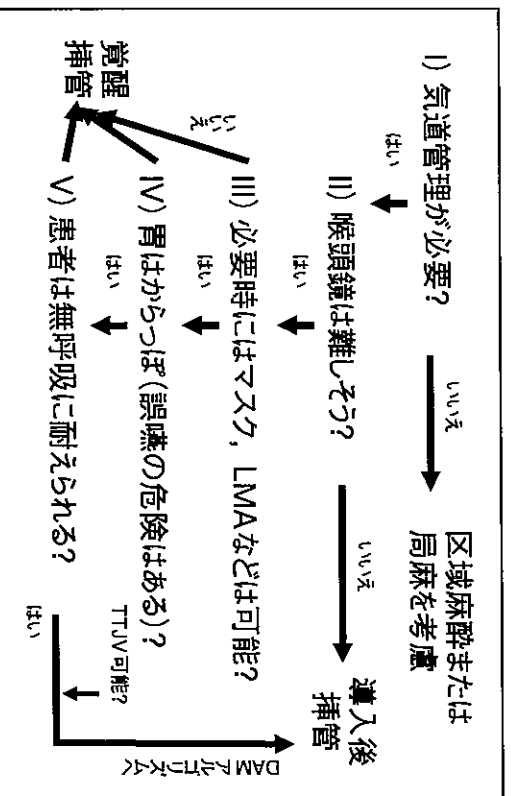 I) 気道管理が必要?
いいえ
区域麻酔または
局麻を考慮
はい
II) 喉頭鏡は難しそう?
いいえ
導入後
挿管
はい
III) 必要時にはマスク, LMAなどは可能?
いいえ
はい
IV) 胃はからっぽ(誤嚥の危険はある)?
はい
V) 患者は無呼吸に耐えられる?
覚醒
挿管
TTJV可能?
はい
DAMアルゴリズムへ